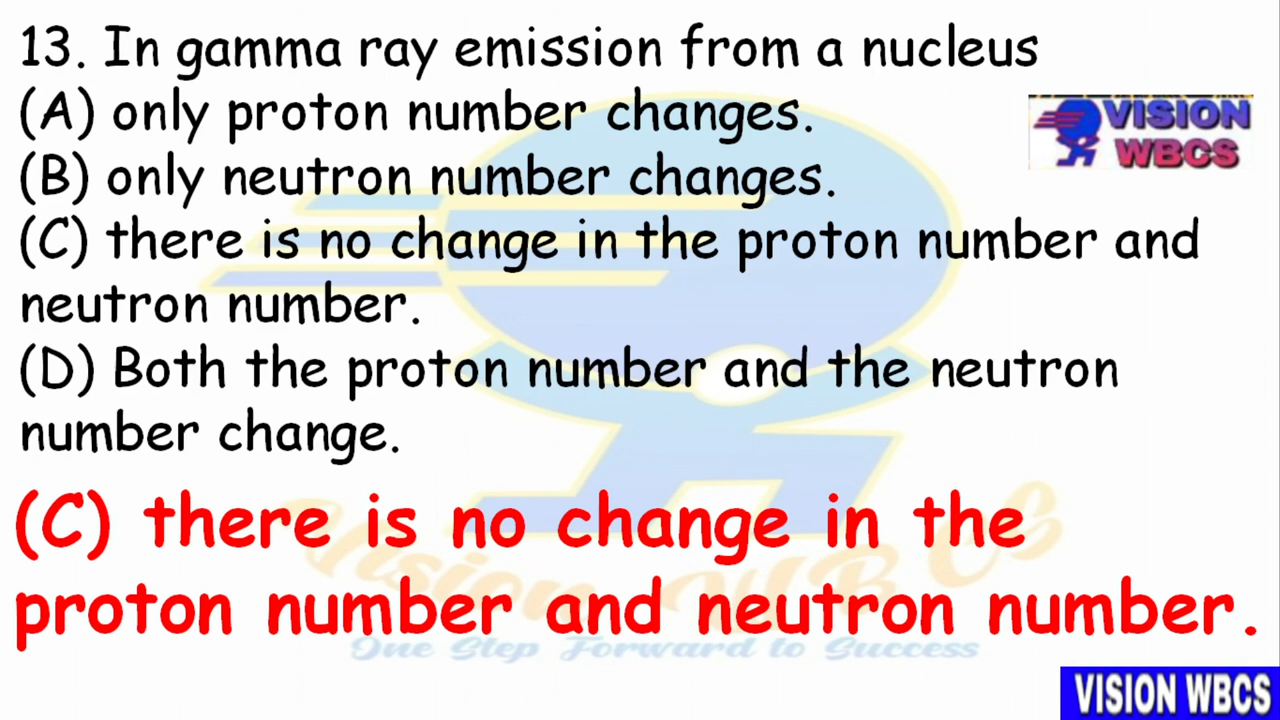 13. In gamma ray emission from a nucleus
(A) only proton number changes.
VISION
WBCS
(B) only neutron number changes.
(C) there is no change in the proton number and
neutron number.
(D) Both the proton number and the neutron
number change.
(C) there is no change in the
proton number and neutron number.
Vision WBCS
One Step Forward to Success
VISION WBCS